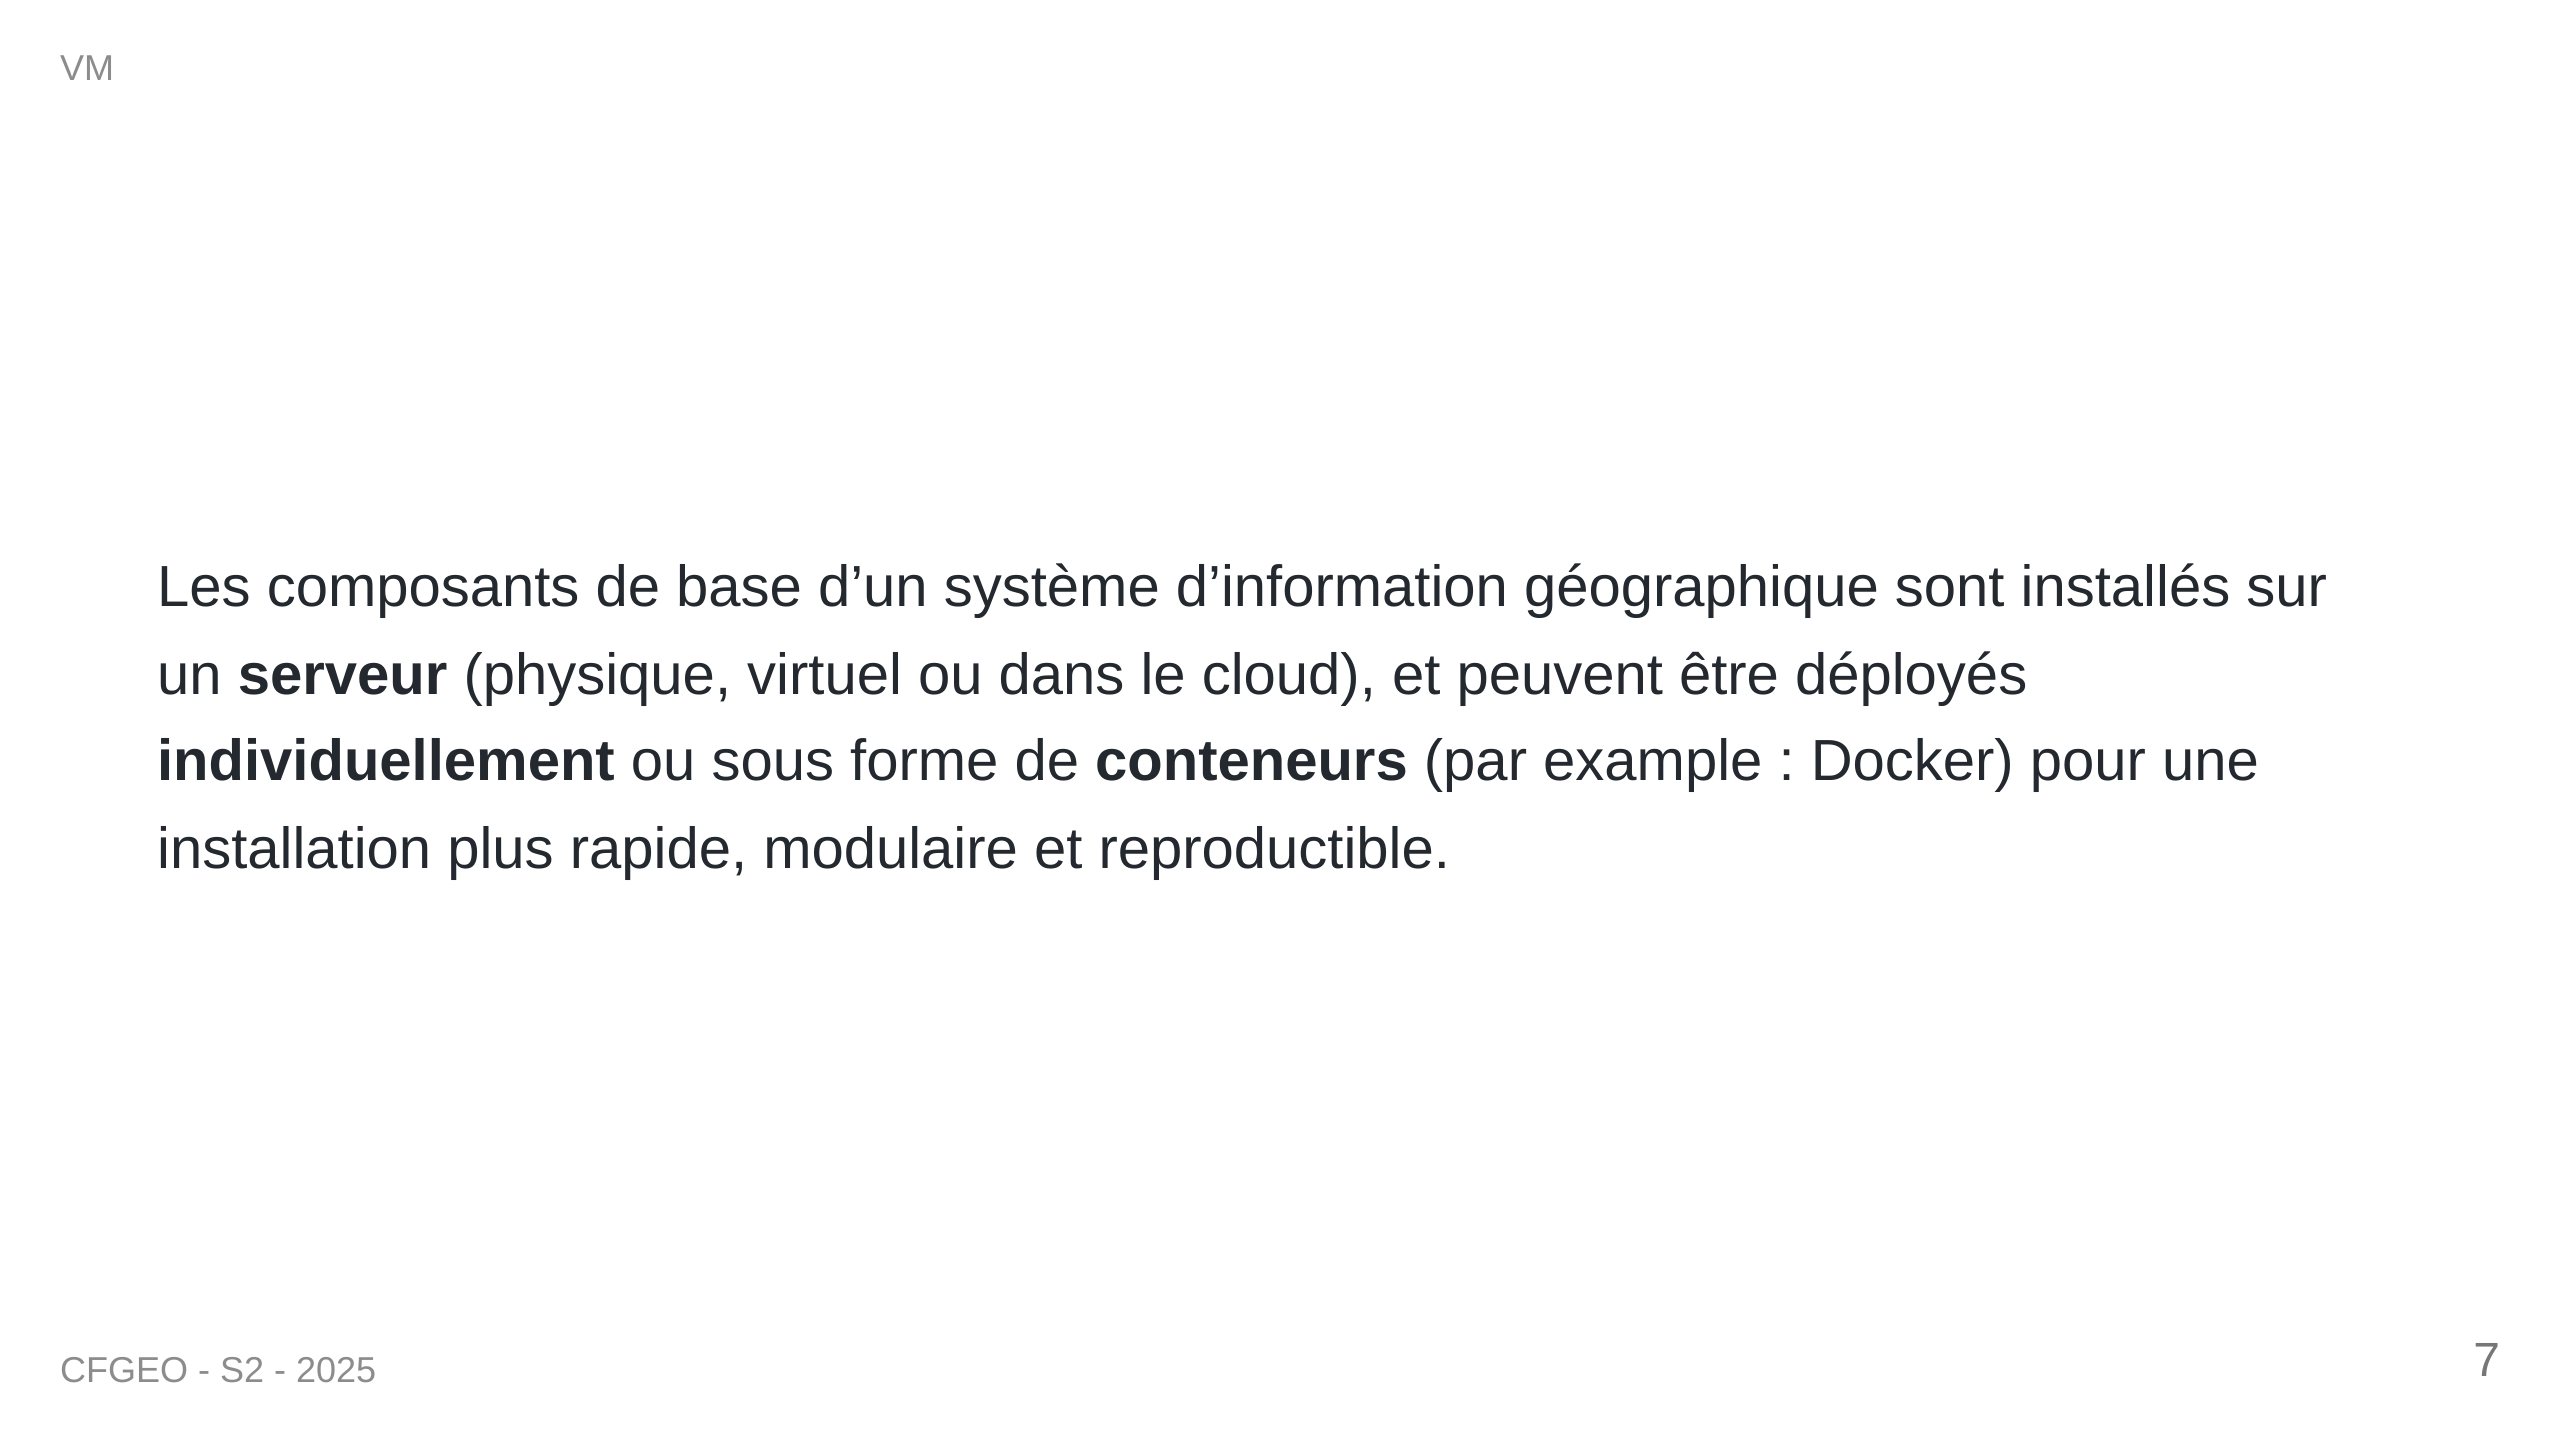 VM
Les composants de base d’un système d’information géographique sont installés sur
un serveur (physique, virtuel ou dans le cloud), et peuvent être déployés
individuellement ou sous forme de conteneurs (par example : Docker) pour une
installation plus rapide, modulaire et reproductible.
CFGEO - S2 - 2025
7